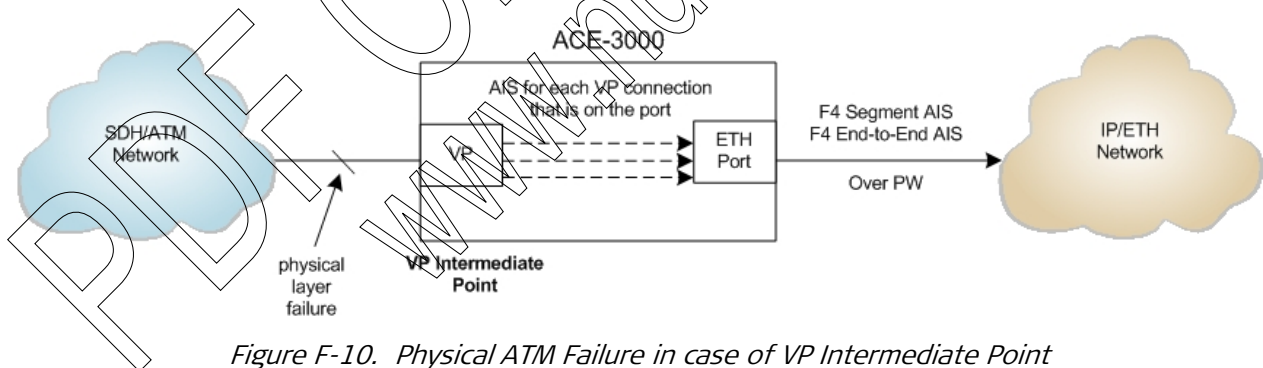 ACE-3000
AIS for each VP connection
that is on the port
SDH/ATM
Network
VP
ETH
Port
F4 Segment AIS
F4 End-to-End AIS
Over PW
IP/ETH
Network
physical
layer
failure
VP Intermediate
Point
Figure F-10. Physical ATM Failure in case of VP Intermediate Point
PDF
www.